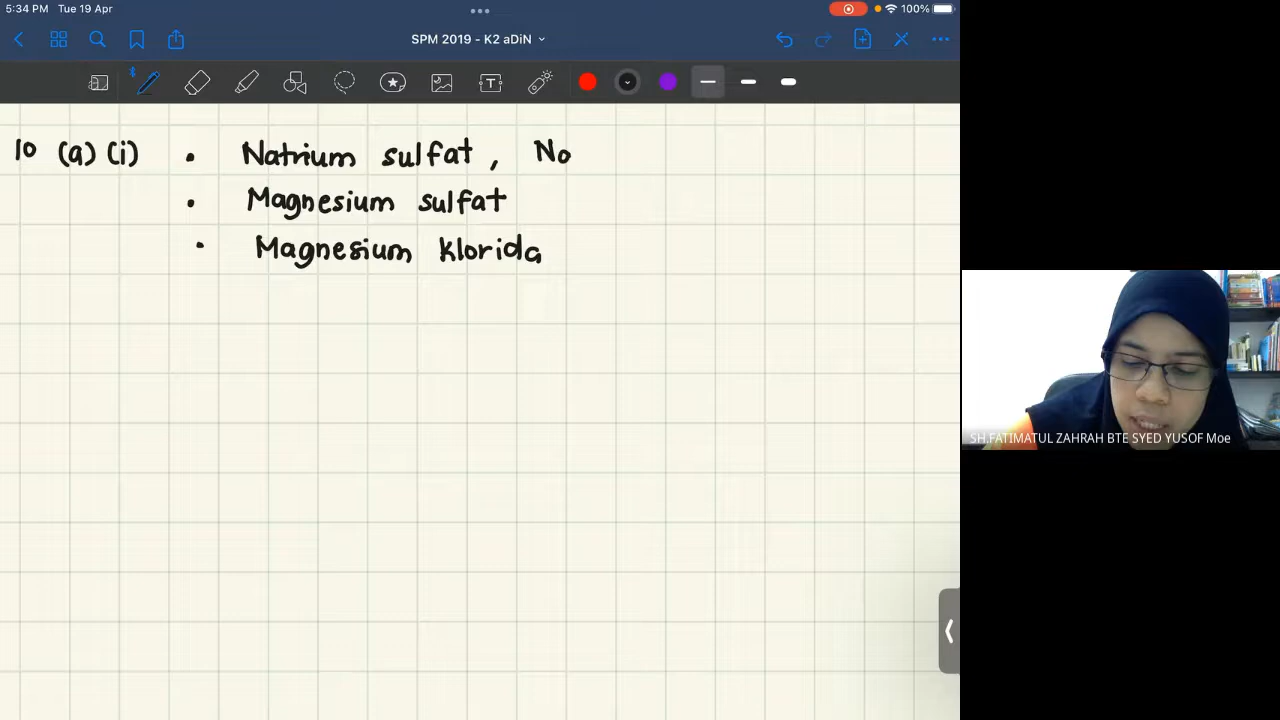 5:34 PM Tue 19 Apr
100%
SPM 2019 - K2 aDiN
T
10 (a) (i) • Natrium sulfat, Na
• Magnesium sulfat
• Magnesium klorida
SH.FATIMATUL ZAHRAH BTE SYED YUSOF Moe